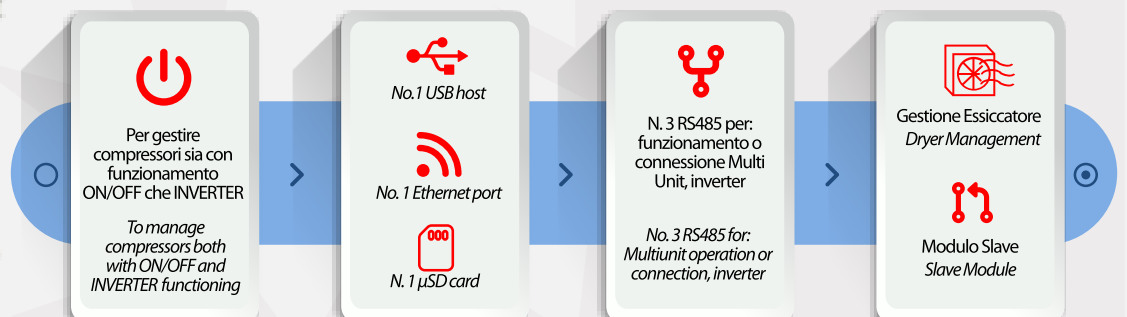 Per gestire
compressori sia con
funzionamento
ON/OFF che INVERTER
To manage
compressors both
with ON/OFF and
INVERTER functioning
No.1 USB host
No. 1 Ethernet port
N. 1 µSD card
N. 3 RS485 per:
funzionamento o
connessione Multi
Unit, inverter
No. 3 RS485 for:
Multiunit operation or
connection, inverter
Gestione Essiccatore
Dryer Management
Modulo Slave
Slave Module